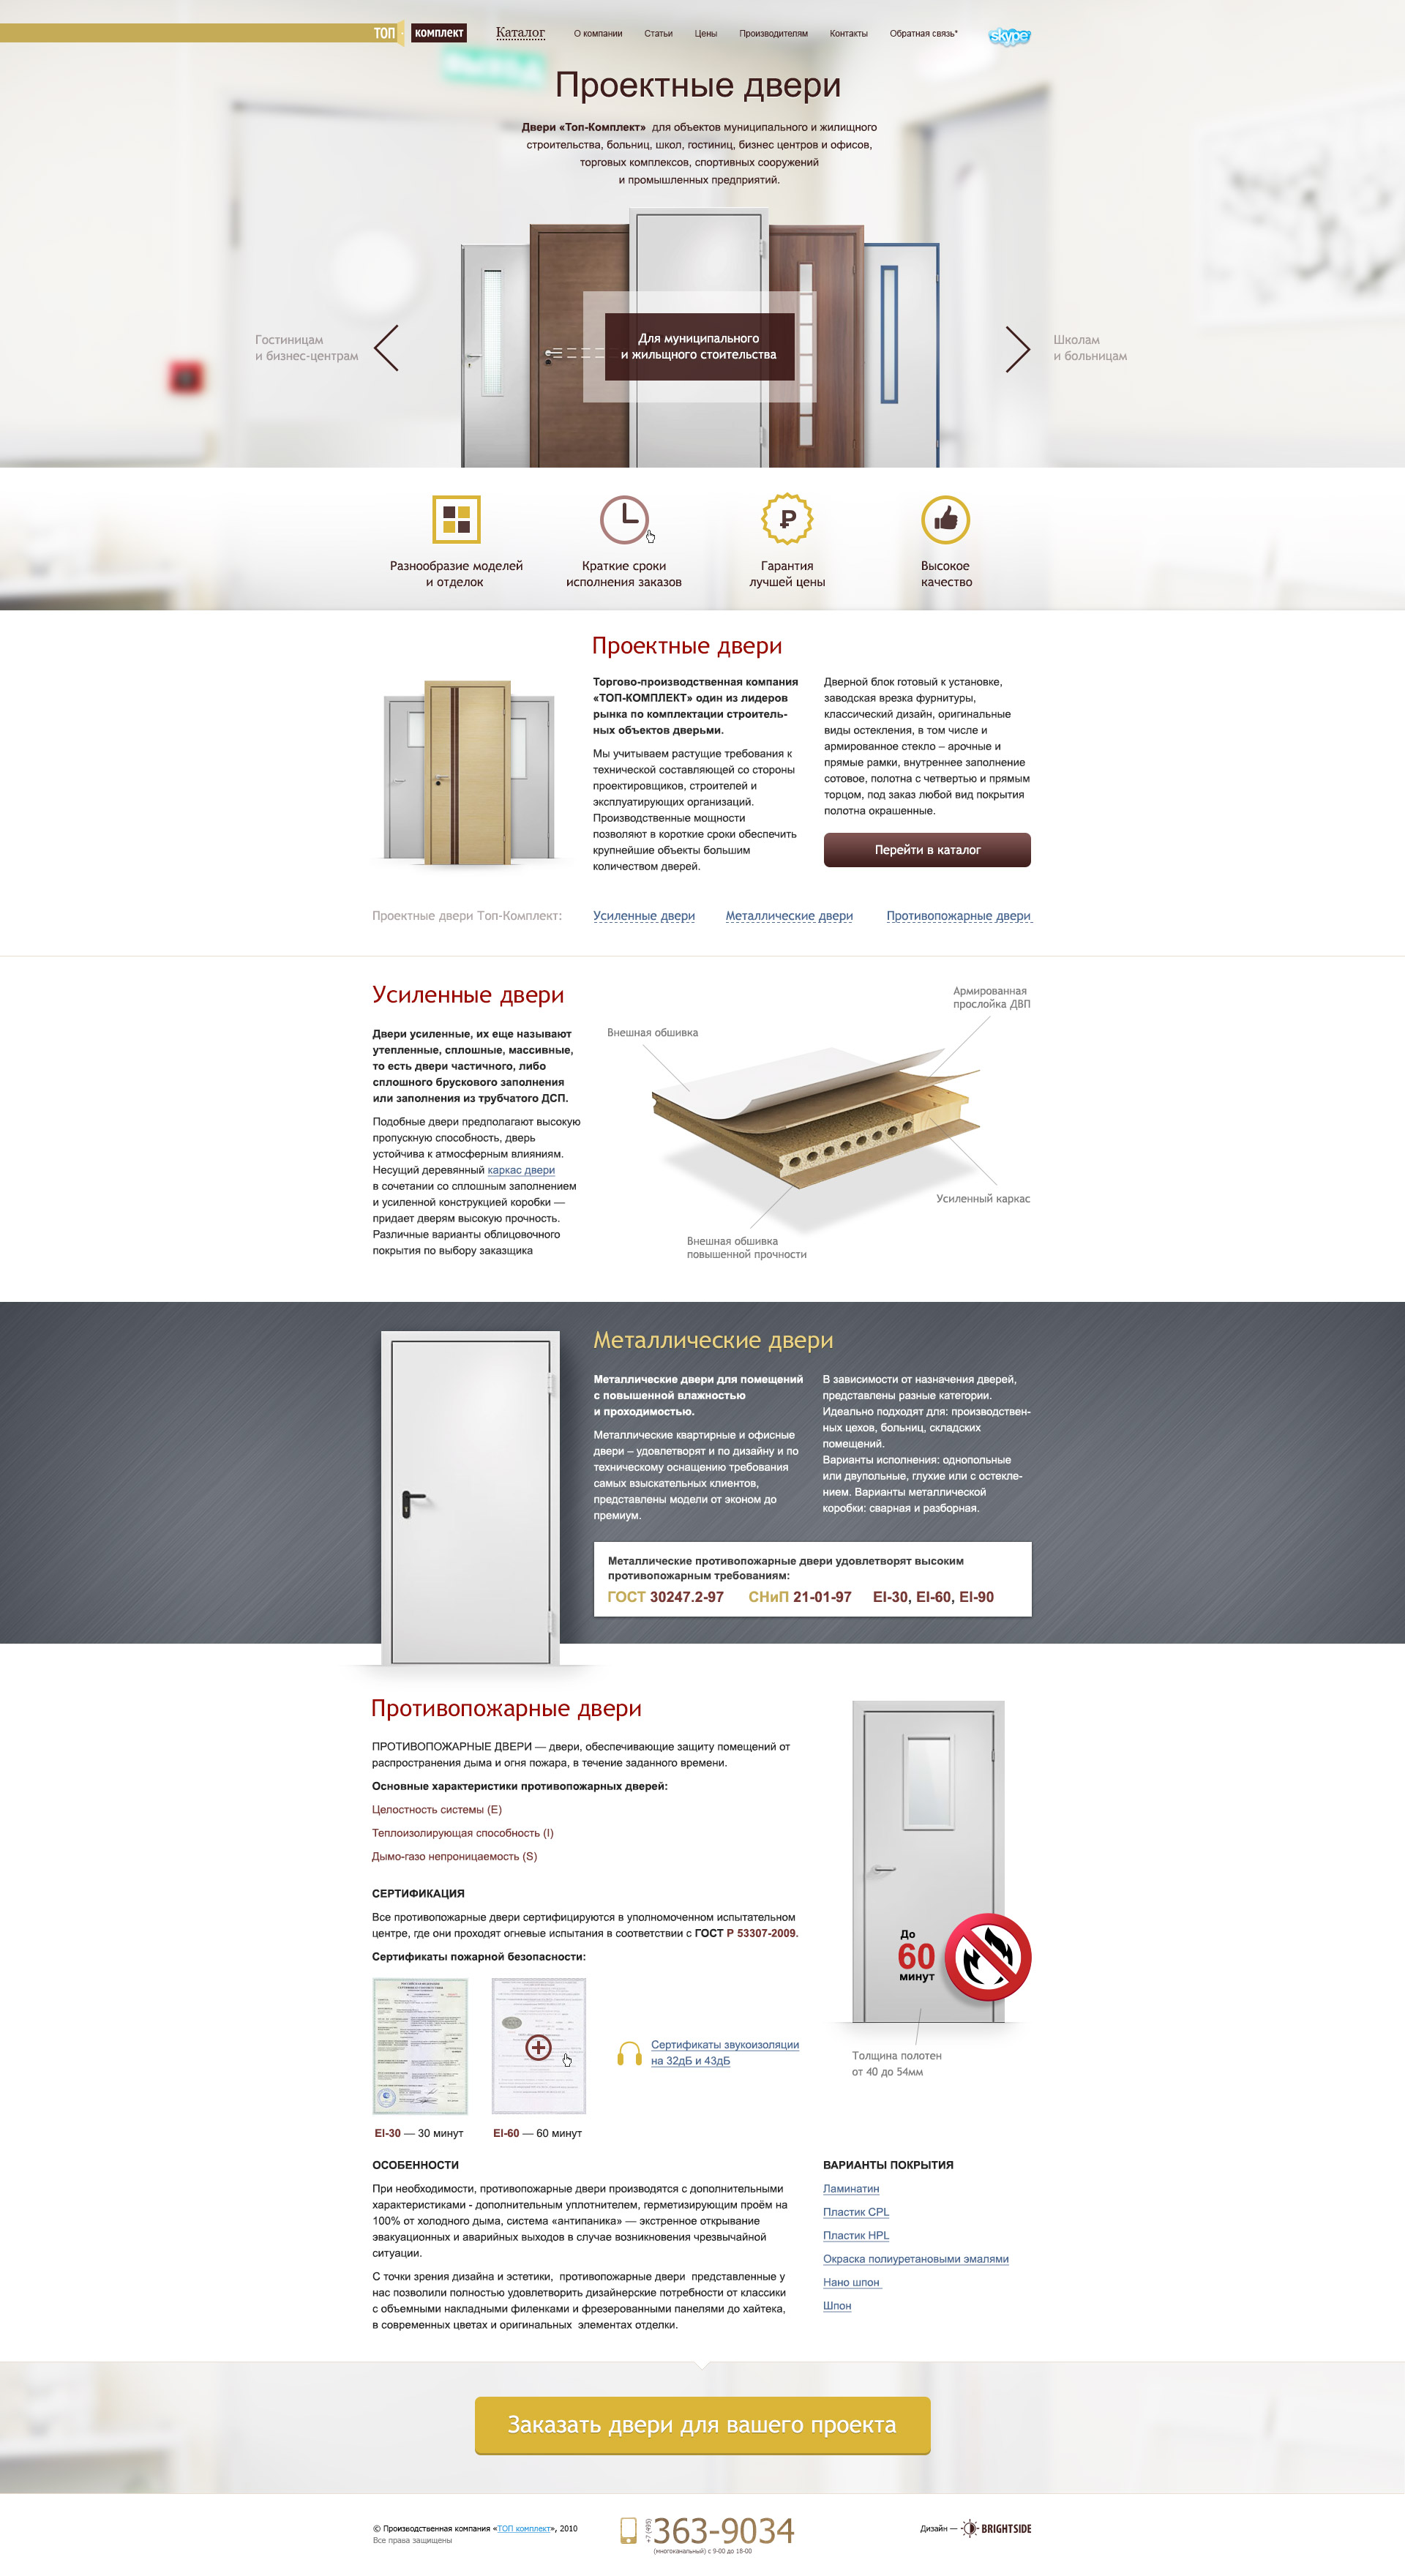 ТОП комплект
Каталог
О компании
Статьи
Цены
Производителям
Контакты
Обратная связь*
skype
ВЫХОД
Проектные двери
Двери «Топ-Комплект» для объектов муниципального и жилищного
строительства, больниц, школ, гостиниц, бизнес центров и офисов,
торговых комплексов, спортивных сооружений
и промышленных предприятий.
Гостиницам
и бизнес-центрам
Для муниципального
и жильщного стоительства
Школам
и больницам
Разнообразие моделей
и отделок
Краткие сроки
исполнения заказов
Гарантия
лучшей цены
Высокое
качество
Проектные двери
Торгово-производственная компания
«ТОП-КОМПЛЕКТ» один из лидеров
рынка по комплектации строитель-
ных объектов дверьми.
Мы учитываем растущие требования к
технической составляющей со стороны
проектировщиков, строителей и
эксплуатирующих организаций.
Производственные мощности
позволяют в короткие сроки обеспечить
крупнейшие объекты большим
количеством дверей.
Дверной блок готовый к установке,
заводская врезка фурнитуры,
классический дизайн, оригинальные
виды остекления, в том числе и
армированное стекло – арочные и
прямые рамки, внутреннее заполнение
сотовое, полотна с четвертью и прямым
торцом, под заказ любой вид покрытия
полотна окрашенные.
Перейти в каталог
Проектные двери Топ-Комплект:
Усиленные двери
Металлические двери
Противопожарные двери
Усиленные двери
Двери усиленные, их еще называют
утепленные, сплошные, массивные,
то есть двери частичного, либо
сплошного брускового заполнения
или заполнения из трубчатого ДСП.
Подобные двери предполагают высокую
пропускную способность, дверь
устойчива к атмосферным влияниям.
Несущий деревянный каркас двери
в сочетании со сплошным заполнением
и усиленной конструкцией коробки —
придает дверям высокую прочность.
Различные варианты облицовочного
покрытия по выбору заказщика
Внешная обшивка
Армированная
прослойка ДВП
Усиленный каркас
Внешная обшивка
повышенной прочности
Металлические двери
Металлические двери для помещений
с повышенной влажностью
и проходимостью.
Металлические квартирные и офисные
двери – удовлетворят и по дизайну и по
техническому оснащению требования
самых взыскательных клиентов,
представлены модели от эконом до
премиум.
В зависимости от назначения дверей,
представлены разные категории.
Идеально подходят для: производствен-
ных цехов, больниц, складских
помещений.
Варианты исполнения: однопольные
или двупольные, глухие или с остекле-
нием. Варианты металлической
коробки: сварная и разборная.
Металлические противопожарные двери удовлетворят высоким
противопожарным требованиям:
ГОСТ 30247.2-97 СНиП 21-01-97 EI-30, EI-60, EI-90
Противопожарные двери
ПРОТИВОПОЖАРНЫЕ ДВЕРИ — двери, обеспечивающие защиту помещений от
распространения дыма и огня пожара, в течение заданного времени.
Основные характеристики противопожарных дверей:
Целостность системы (E)
Теплоизолирующая способность (I)
Дымо-газо непроницаемость (S)
СЕРТИФИКАЦИЯ
Все противопожарные двери сертифицируются в уполномоченном испытательном
центре, где они проходят огневые испытания в соответствии с ГОСТ Р 53307-2009.
Сертификаты пожарной безопасности:
Сертификаты звукоизоляции
на 32дБ и 43дБ
EI-30 — 30 минут
EI-60 — 60 минут
До
60
минут
Толщина полотен
от 40 до 54мм
ОСОБЕННОСТИ
При необходимости, противопожарные двери производятся с дополнительными
характеристиками - дополнительным уплотнителем, герметизирующим проём на
100% от холодного дыма, система «антипаника» — экстренное открывание
эвакуационных и аварийных выходов в случае возникновения чрезвычайной
ситуации.
С точки зрения дизайна и эстетики, противопожарные двери представленные у
нас позволили полностью удовлетворить дизайнерские потребности от классики
с объемными накладными филенками и фрезерованными панелями до хайтека,
в современных цветах и оригинальных элементах отделки.
ВАРИАНТЫ ПОКРЫТИЯ
Ламинатин
Пластик CPL
Пластик HPL
Окраска полиуретановыми эмалями
Нано шпон
Шпон
Заказать двери для вашего проекта
© Производственная компания «ТОП комплект», 2010
Все права защищены
+7 (495) 363-9034
(многоканальный) с 9-00 до 18-00
Дизайн — BRIGHTSIDE